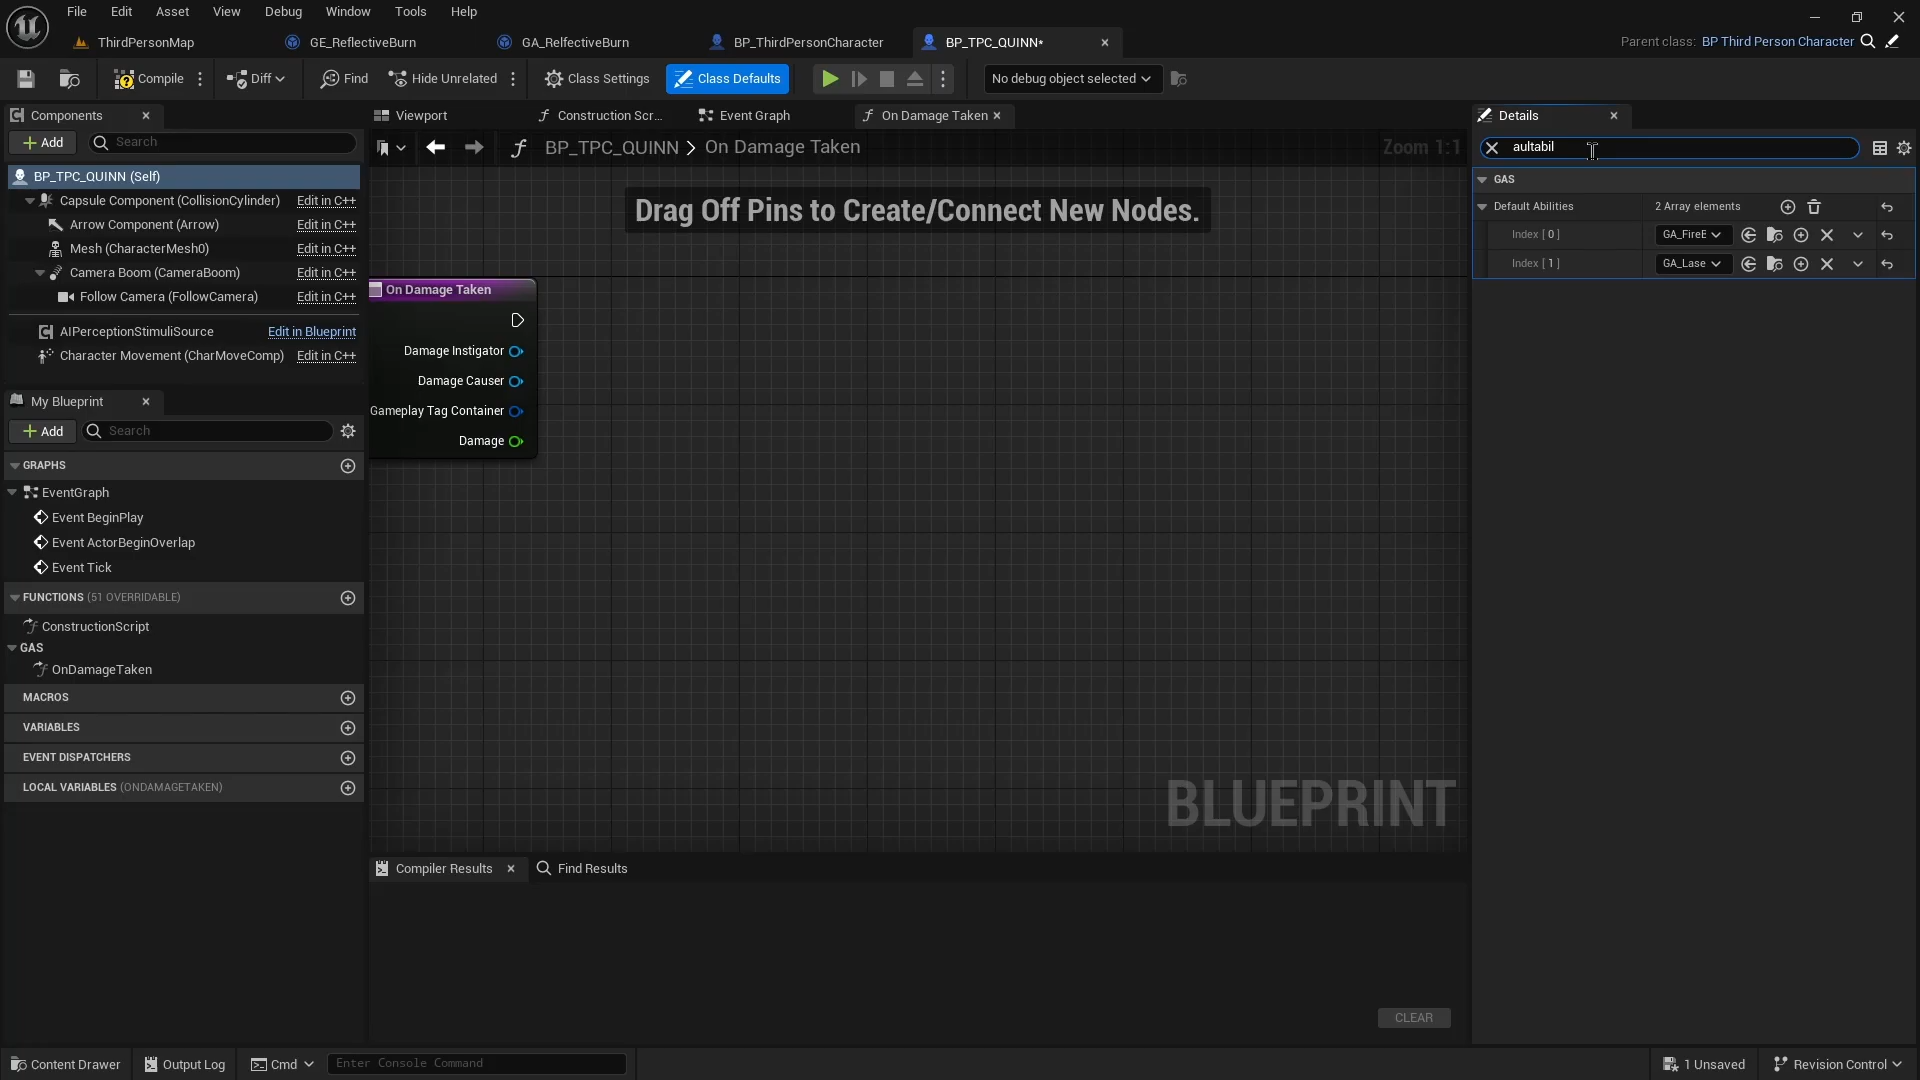 File Edit Asset View Debug Window Tools Help
ThirdPersonMap GE_ReflectiveBurn GA_RelfectiveBurn BP_ThirdPersonCharacter BP_TPC_QUINN*
Parent class: BP Third Person Character
Compile Diff Find Hide Unrelated Class Settings Class Defaults No debug object selected
Components
Add Search
BP_TPC_QUINN (Self)
Capsule Component (CollisionCylinder) Edit in C++
Arrow Component (Arrow) Edit in C++
Mesh (CharacterMesh0) Edit in C++
Camera Boom (CameraBoom) Edit in C++
Follow Camera (FollowCamera) Edit in C++
AIPerceptionStimuliSource Edit in Blueprint
Character Movement (CharMoveComp) Edit in C++
My Blueprint
Add Search
GRAPHS
EventGraph
Event BeginPlay
Event ActorBeginOverlap
Event Tick
FUNCTIONS (51 OVERRIDABLE)
ConstructionScript
GAS
OnDamageTaken
MACROS
VARIABLES
EVENT DISPATCHERS
LOCAL VARIABLES (ONDAMAGETAKEN)
Viewport Construction Scr... Event Graph On Damage Taken
BP_TPC_QUINN > On Damage Taken Zoom 1:1
Drag Off Pins to Create/Connect New Nodes.
On Damage Taken
Damage Instigator
Damage Causer
Gameplay Tag Container
Damage
BLUEPRINT
Compiler Results Find Results
CLEAR
Details
aultabil
GAS
Default Abilities 2 Array elements
Index [ 0 ] GA_FireE
Index [ 1 ] GA_Lase
Content Drawer Output Log Cmd Enter Console Command 1 Unsaved Revision Control